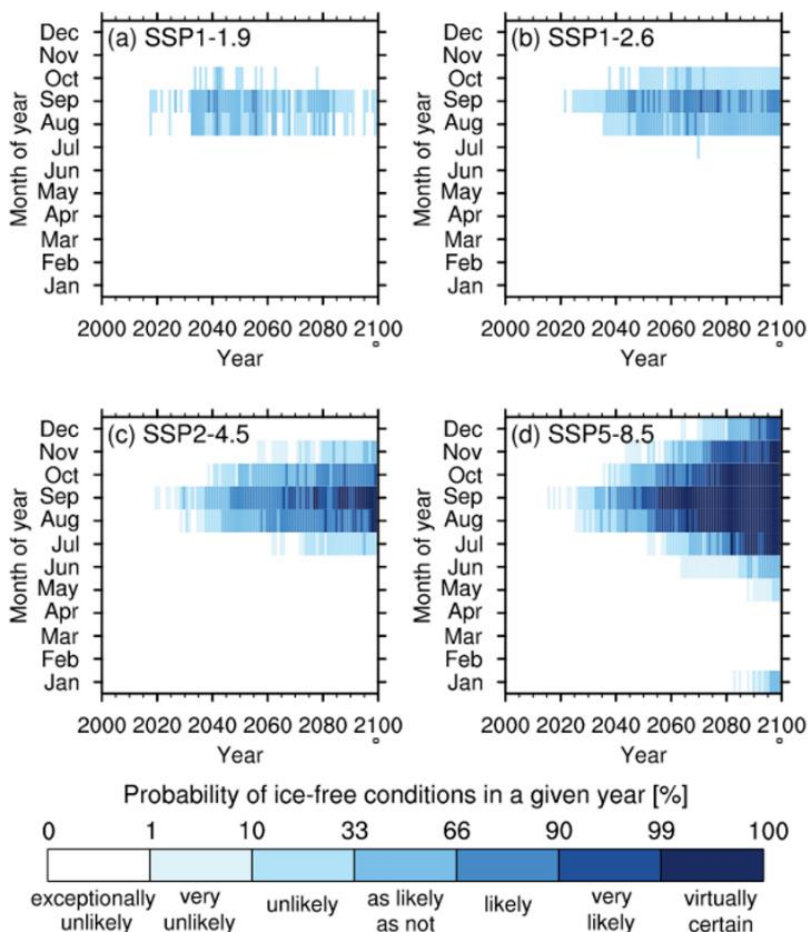 (a) SSP1-1.9
Dec
Nov
Oct
Sep
Aug
Jul
Jun
May
Apr
Mar
Feb
Jan
Month of year
2000 2020 2040 2060 2080 2100
Year
(b) SSP1-2.6
Dec
Nov
Oct
Sep
Aug
Jul
Jun
May
Apr
Mar
Feb
Jan
Month of year
2000 2020 2040 2060 2080 2100
Year
(c) SSP2-4.5
Dec
Nov
Oct
Sep
Aug
Jul
Jun
May
Apr
Mar
Feb
Jan
Month of year
2000 2020 2040 2060 2080 2100
Year
(d) SSP5-8.5
Dec
Nov
Oct
Sep
Aug
Jul
Jun
May
Apr
Mar
Feb
Jan
Month of year
2000 2020 2040 2060 2080 2100
Year
Probability of ice-free conditions in a given year [%]
0 1 10 33 66 90 99 100
exceptionally unlikely
very unlikely
unlikely
as likely as not
likely
very likely
virtually certain